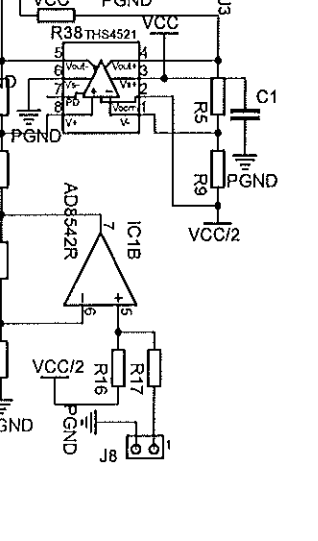 VCC
PGND
J3
VCC
R38 THS4521
5 Vout- Vout+ 4
6 Vs- Vs+ 3
7 PD Vocm 2
8 V+ V- 1
PGND
R5
C1
R9
PGND
VCC/2
AD8542R
7
IC1B
6
5
VCC/2
R16
R17
PGND
GND
J8
1